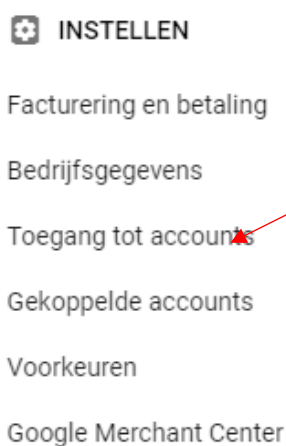 INSTELLEN
Facturering en betaling
Bedrijfsgegevens
Toegang tot accounts
Gekoppelde accounts
Voorkeuren
Google Merchant Center